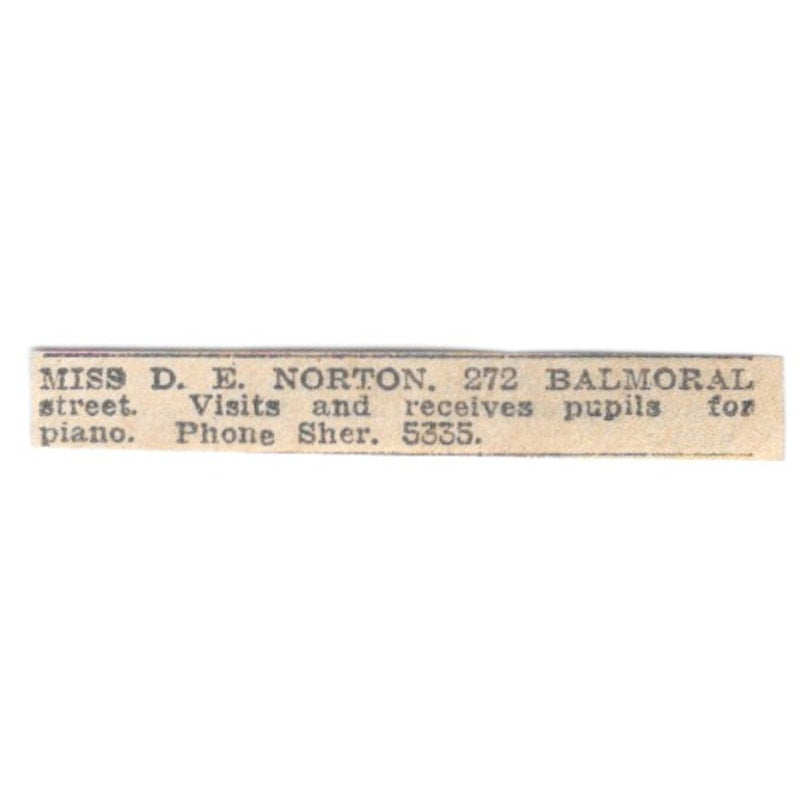 MISS D. E. NORTON. 272 BALMORAL
street. Visits and receives pupils for
piano. Phone Sher. 5335.